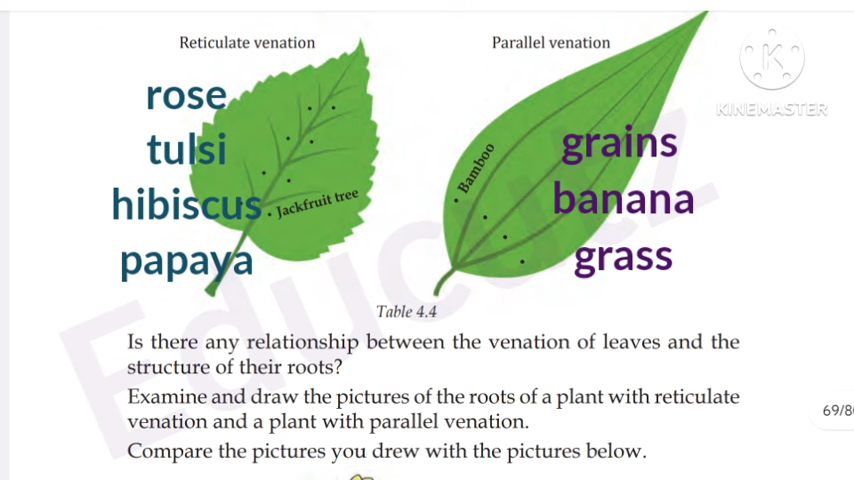 Reticulate venation
Parallel venation
KINEMASTER
rose
tulsi
hibiscus
papaya
• Jackfruit tree
• Bamboo
grains
banana
grass
Educutz
Table 4.4
Is there any relationship between the venation of leaves and the
structure of their roots?
Examine and draw the pictures of the roots of a plant with reticulate
venation and a plant with parallel venation.
Compare the pictures you drew with the pictures below.